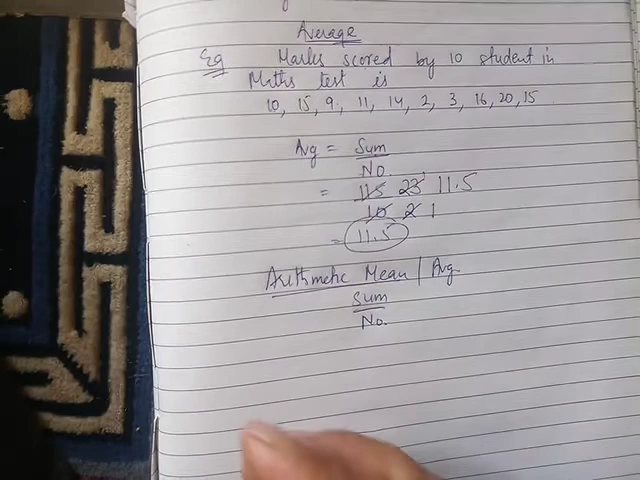 Average
Eg Marks scored by 10 student in
Maths test is
10, 15, 9, 11, 14, 2, 3, 16, 20, 15
Avg = Sum
No.
= 115 23 11.5
10 2 1
= 11.5
Arithmetic Mean | Avg
Sum
No.